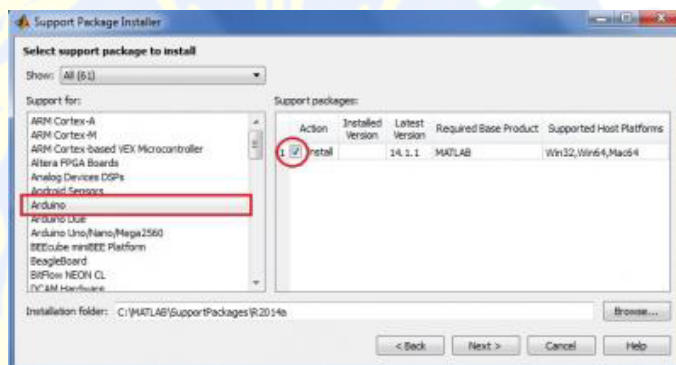 Support Package Installer
Select support package to install
Show: All (61)
Support for:
ARM Cortex-A
ARM Cortex-M
ARM Cortex-based VEX Microcontroller
Altera FPGA Boards
Analog Devices DSPs
Android Sensors
Arduino
Arduino Due
Arduino Uno/Nano/Mega2560
BEEcube miniBEE Platform
BeagleBoard
BitFlow NEON CL
DCAM Hardware
Support packages:
Action Installed Version Latest Version Required Base Product Supported Host Platforms
1 Install 14.1.1 MATLAB Win32,Win64,Mac64
Installation folder: C:\MATLAB\SupportPackages\R2014a
Browse...
< Back Next > Cancel Help